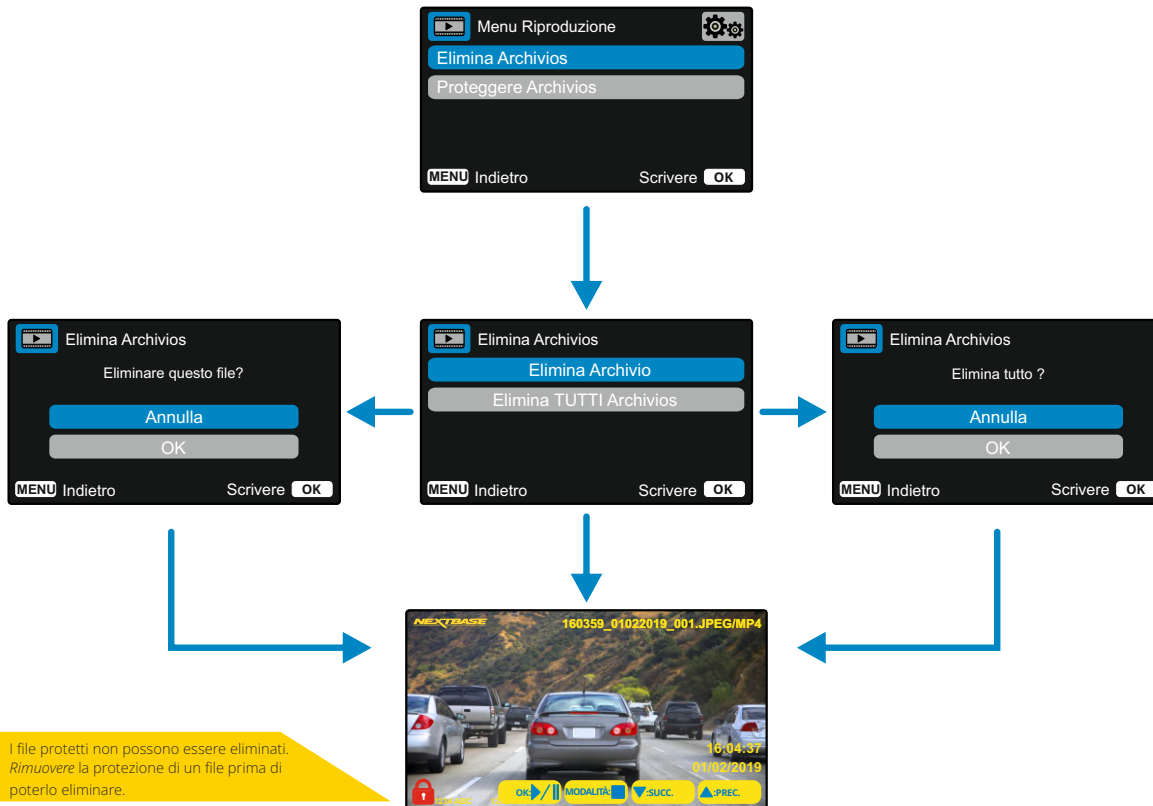 Menu Riproduzione
Elimina Archivios
Proteggere Archivios
MENU Indietro Scrivere OK
Elimina Archivios
Eliminare questo file?
Annulla
OK
MENU Indietro Scrivere OK
Elimina Archivios
Elimina Archivio
Elimina TUTTI Archivios
MENU Indietro Scrivere OK
Elimina Archivios
Elimina tutto ?
Annulla
OK
MENU Indietro Scrivere OK
NEXTBASE 160359_01022019_001.JPEG/MP4
16:04:37
01/02/2019
OK: MODALITÀ: :SUCC. :PREC.
I file protetti non possono essere eliminati.
Rimuovere la protezione di un file prima di
poterlo eliminare.